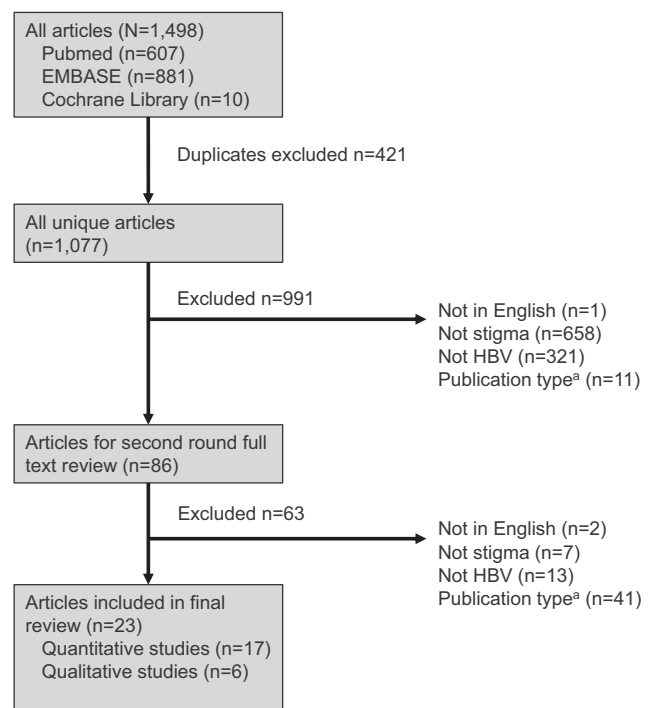 All articles (N=1,498)
Pubmed (n=607)
EMBASE (n=881)
Cochrane Library (n=10)
Duplicates excluded n=421
All unique articles
(n=1,077)
Excluded n=991
Not in English (n=1)
Not stigma (n=658)
Not HBV (n=321)
Publication typeᵃ (n=11)
Articles for second round full
text review (n=86)
Excluded n=63
Not in English (n=2)
Not stigma (n=7)
Not HBV (n=13)
Publication typeᵃ (n=41)
Articles included in final
review (n=23)
Quantitative studies (n=17)
Qualitative studies (n=6)